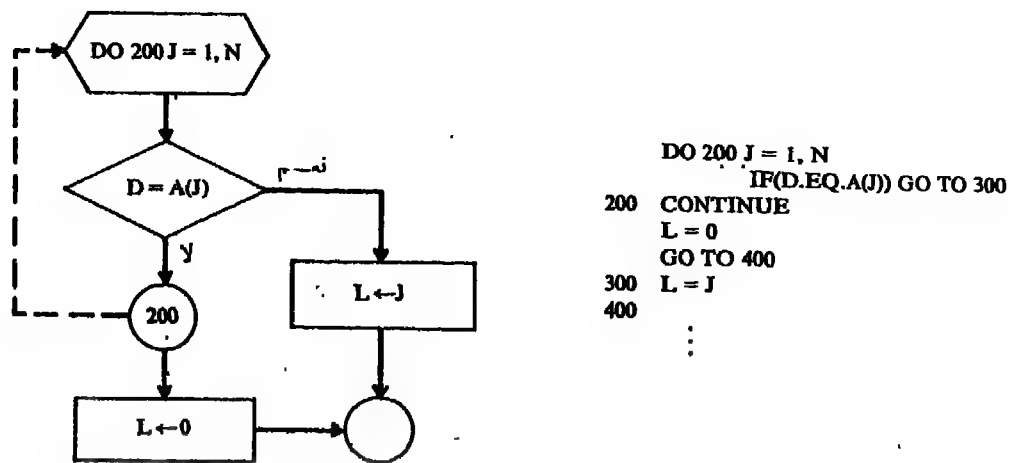 DO 200 J = 1, N
D = A(J)
y
200
L ← J
L ← 0
DO 200 J = 1, N
IF(D.EQ.A(J)) GO TO 300
200 CONTINUE
L = 0
GO TO 400
300 L = J
400
⋮